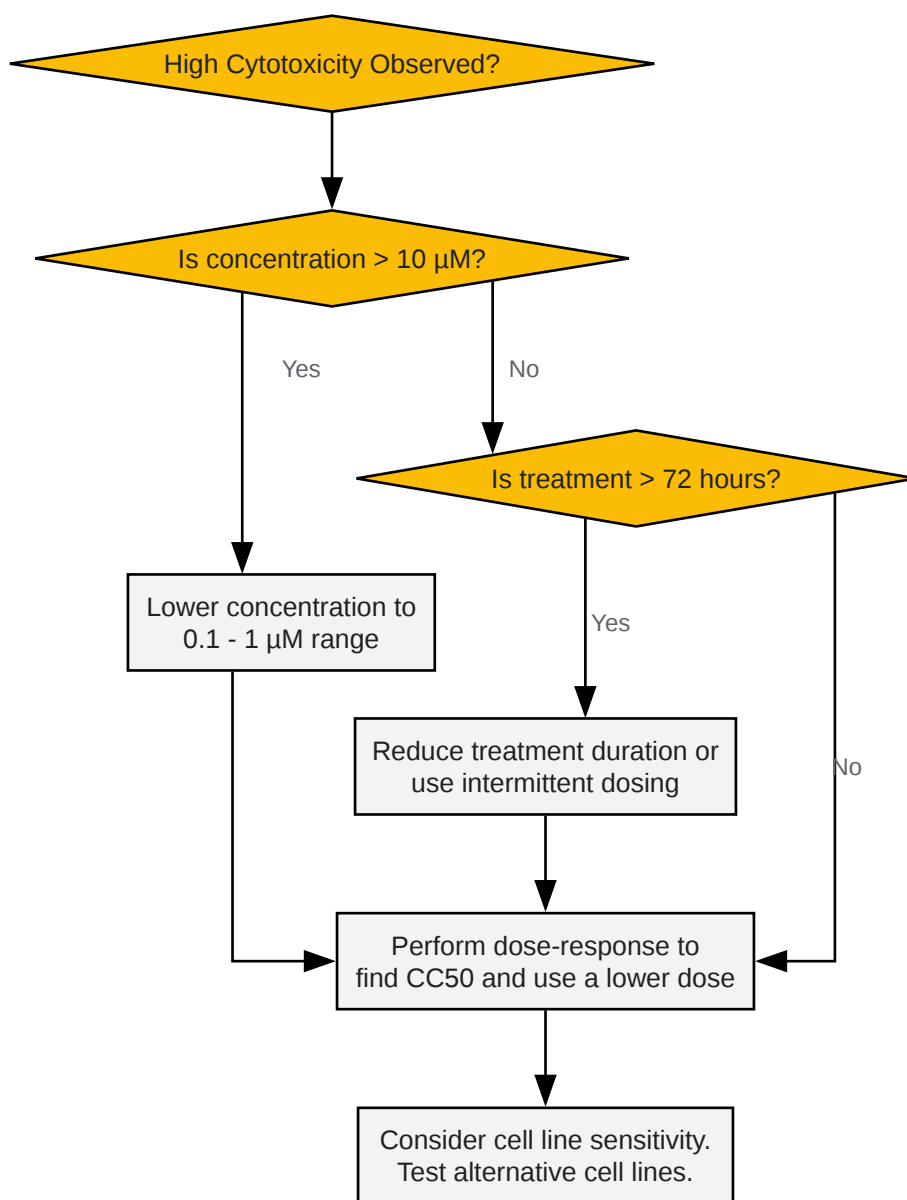 High Cytotoxicity Observed?
Is concentration > 10 µM?
Yes
No
Is treatment > 72 hours?
Lower concentration to
0.1 - 1 µM range
Yes
Reduce treatment duration or
use intermittent dosing
No
Perform dose-response to
find CC50 and use a lower dose
Consider cell line sensitivity.
Test alternative cell lines.